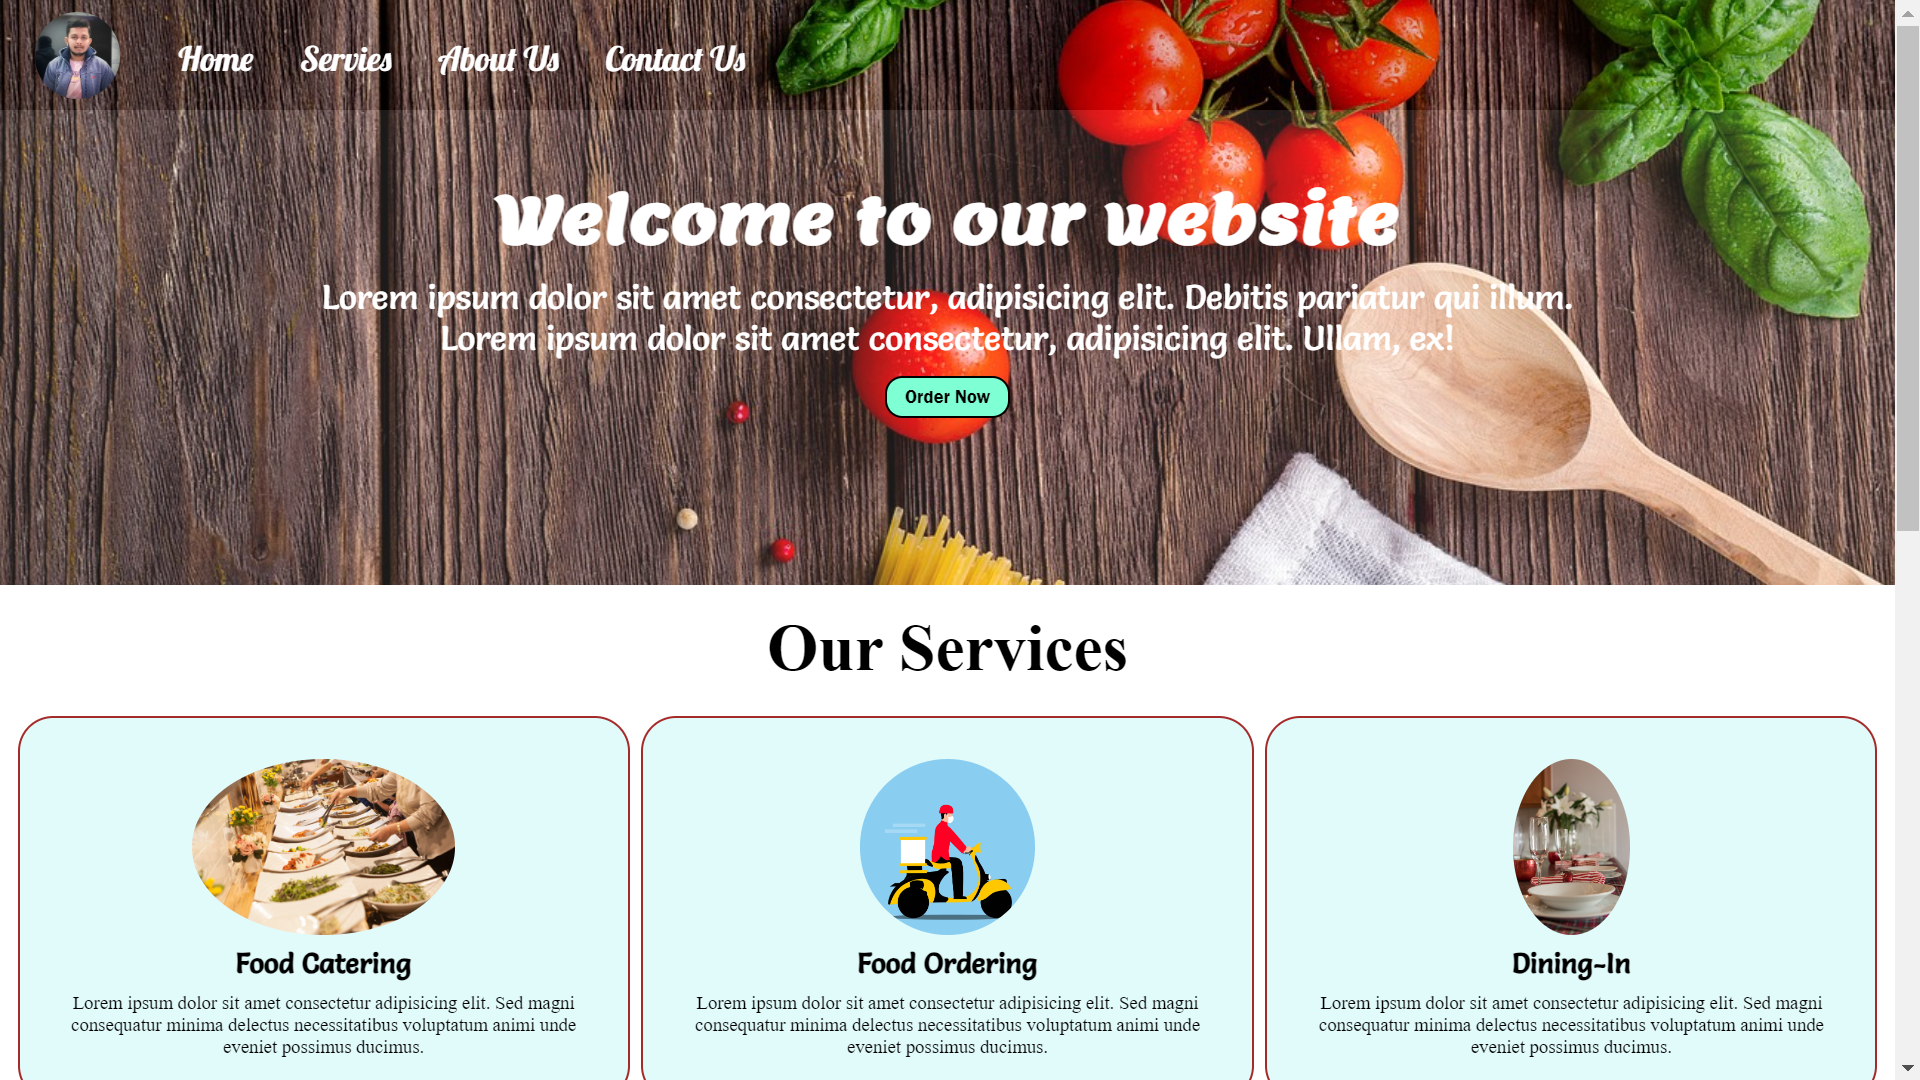 Home Servies About Us Contact Us
Welcome to our website
Lorem ipsum dolor sit amet consectetur, adipisicing elit. Debitis pariatur qui illum.
Lorem ipsum dolor sit amet consectetur, adipisicing elit. Ullam, ex!
Order Now
Our Services
Food Catering
Lorem ipsum dolor sit amet consectetur adipisicing elit. Sed magni
consequatur minima delectus necessitatibus voluptatum animi unde
eveniet possimus ducimus.
Food Ordering
Lorem ipsum dolor sit amet consectetur adipisicing elit. Sed magni
consequatur minima delectus necessitatibus voluptatum animi unde
eveniet possimus ducimus.
Dining-In
Lorem ipsum dolor sit amet consectetur adipisicing elit. Sed magni
consequatur minima delectus necessitatibus voluptatum animi unde
eveniet possimus ducimus.